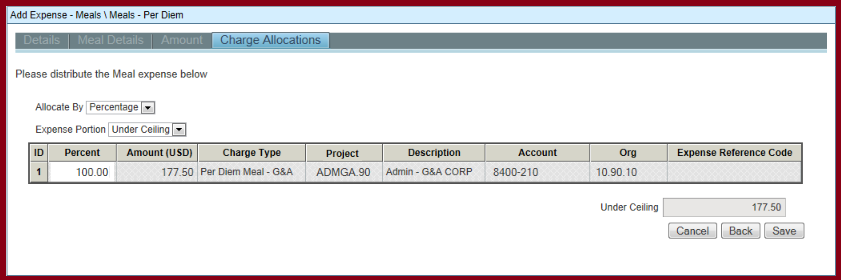 Add Expense - Meals \ Meals - Per Diem
Details Meal Details Amount Charge Allocations
Please distribute the Meal expense below
Allocate By Percentage
Expense Portion Under Ceiling
ID Percent Amount (USD) Charge Type Project Description Account Org Expense Reference Code
1 100.00 177.50 Per Diem Meal - G&A ADMGA.90 Admin - G&A CORP 8400-210 10.90.10
Under Ceiling 177.50
Cancel Back Save